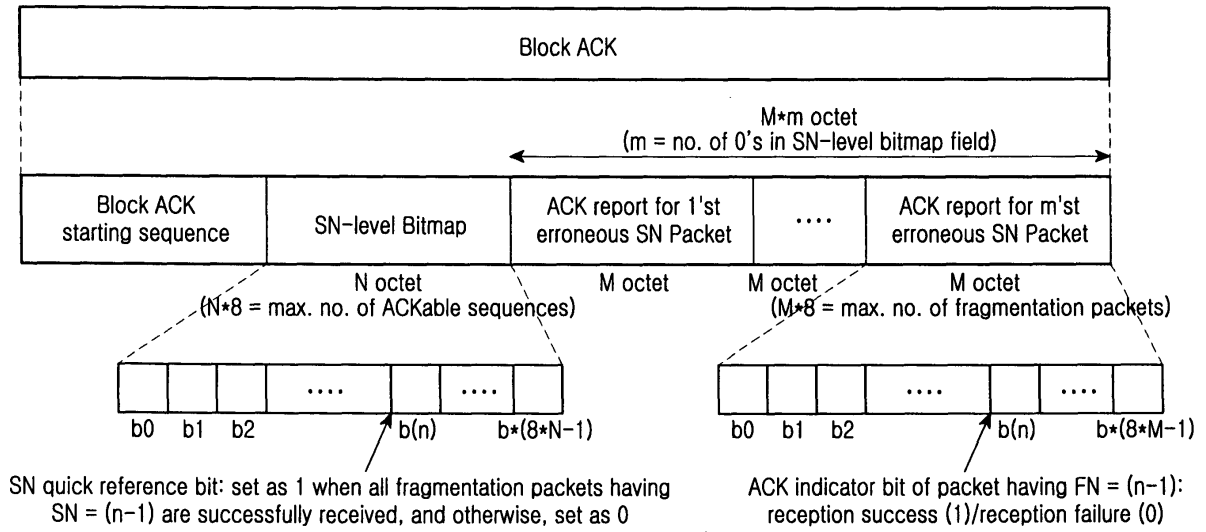 Block ACK
M*m octet
(m = no. of 0's in SN-level bitmap field)
Block ACK
starting sequence
SN-level Bitmap
ACK report for 1'st
erroneous SN Packet
....
ACK report for m'st
erroneous SN Packet
N octet
(N*8 = max. no. of ACKable sequences)
M octet
M octet
M octet
(M*8 = max. no. of fragmentation packets)
.... ....
b0 b1 b2 b(n) b*(8*N-1)
.... ....
b0 b1 b2 b(n) b*(8*M-1)
SN quick reference bit: set as 1 when all fragmentation packets having
SN = (n-1) are successfully received, and otherwise, set as 0
ACK indicator bit of packet having FN = (n-1):
reception success (1)/reception failure (0)